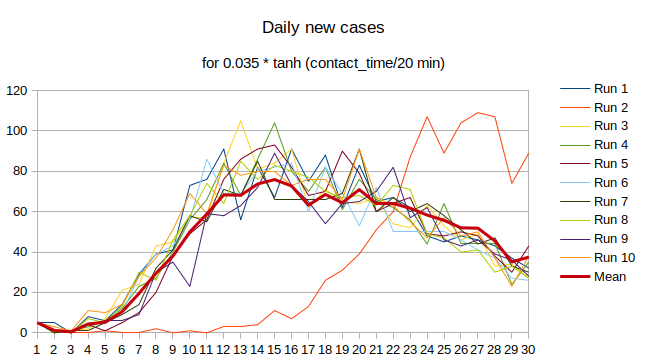 Daily new cases
for 0.035 * tanh (contact_time/20 min)
120
100
80
60
40
20
0
1 2 3 4 5 6 7 8 9 10 11 12 13 14 15 16 17 18 19 20 21 22 23 24 25 26 27 28 29 30
Run 1
Run 2
Run 3
Run 4
Run 5
Run 6
Run 7
Run 8
Run 9
Run 10
Mean